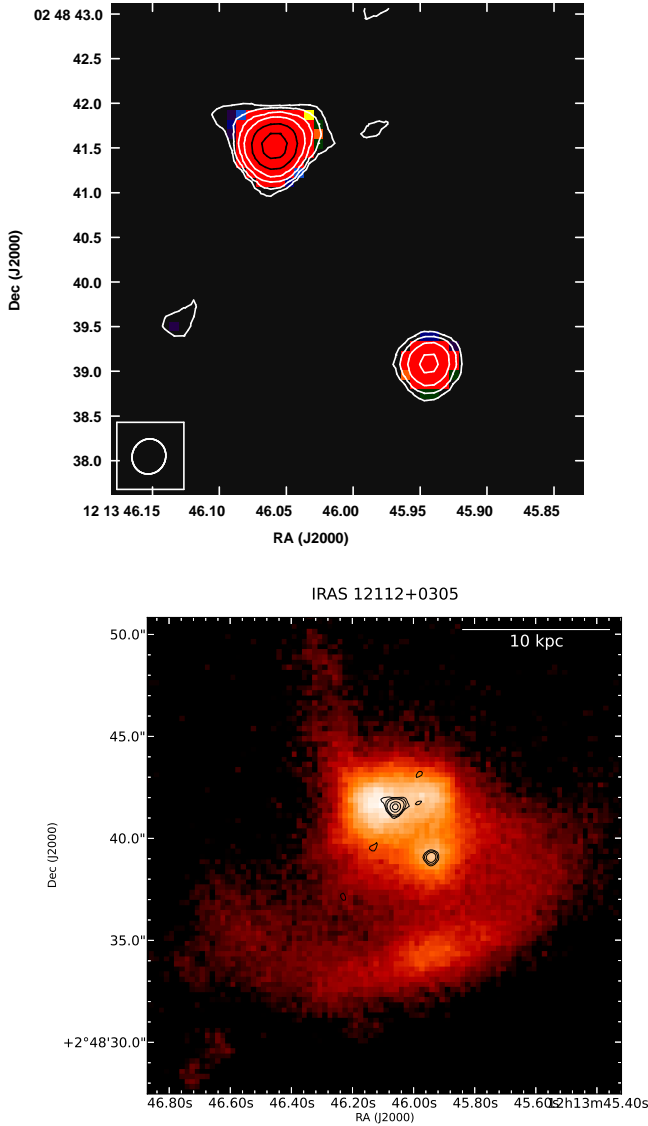 02 48 43.0
42.5
42.0
41.5
41.0
40.5
40.0
39.5
39.0
38.5
38.0
Dec (J2000)
12 13 46.15 46.10 46.05 46.00 45.95 45.90 45.85
RA (J2000)
IRAS 12112+0305
10 kpc
50.0"
45.0"
40.0"
35.0"
+2°48'30.0"
Dec (J2000)
46.80s 46.60s 46.40s 46.20s 46.00s 45.80s 45.60s 12h13m45.40s
RA (J2000)